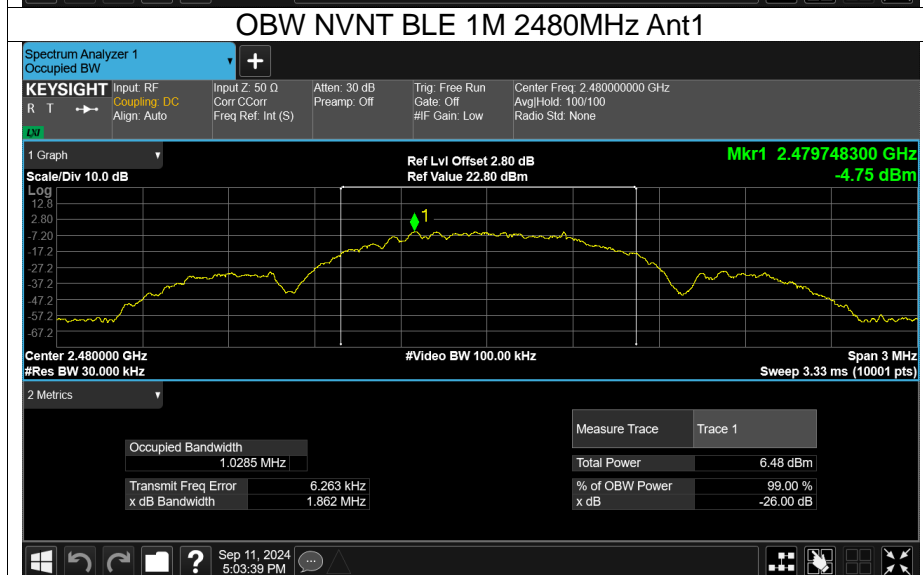 OBW NVNT BLE 1M 2480MHz Ant1
Spectrum Analyzer 1
Occupied BW
+
KEYSIGHT
R T
LXI
Input: RF
Coupling: DC
Align: Auto
Input Z: 50 Ω
Corr CCorr
Freq Ref: Int (S)
Atten: 30 dB
Preamp: Off
Trig: Free Run
Gate: Off
#IF Gain: Low
Center Freq: 2.480000000 GHz
Avg|Hold: 100/100
Radio Std: None
1 Graph
Scale/Div 10.0 dB
Ref Lvl Offset 2.80 dB
Ref Value 22.80 dBm
Mkr1 2.479748300 GHz
-4.75 dBm
Log
12.8
2.80
-7.20
-17.2
-27.2
-37.2
-47.2
-57.2
-67.2
1
Center 2.480000 GHz
#Res BW 30.000 kHz
#Video BW 100.00 kHz
Span 3 MHz
Sweep 3.33 ms (10001 pts)
2 Metrics
Measure Trace Trace 1
Occupied Bandwidth
1.0285 MHz
Total Power 6.48 dBm
Transmit Freq Error 6.263 kHz
% of OBW Power 99.00 %
x dB Bandwidth 1.862 MHz
x dB -26.00 dB
?
Sep 11, 2024
5:03:39 PM